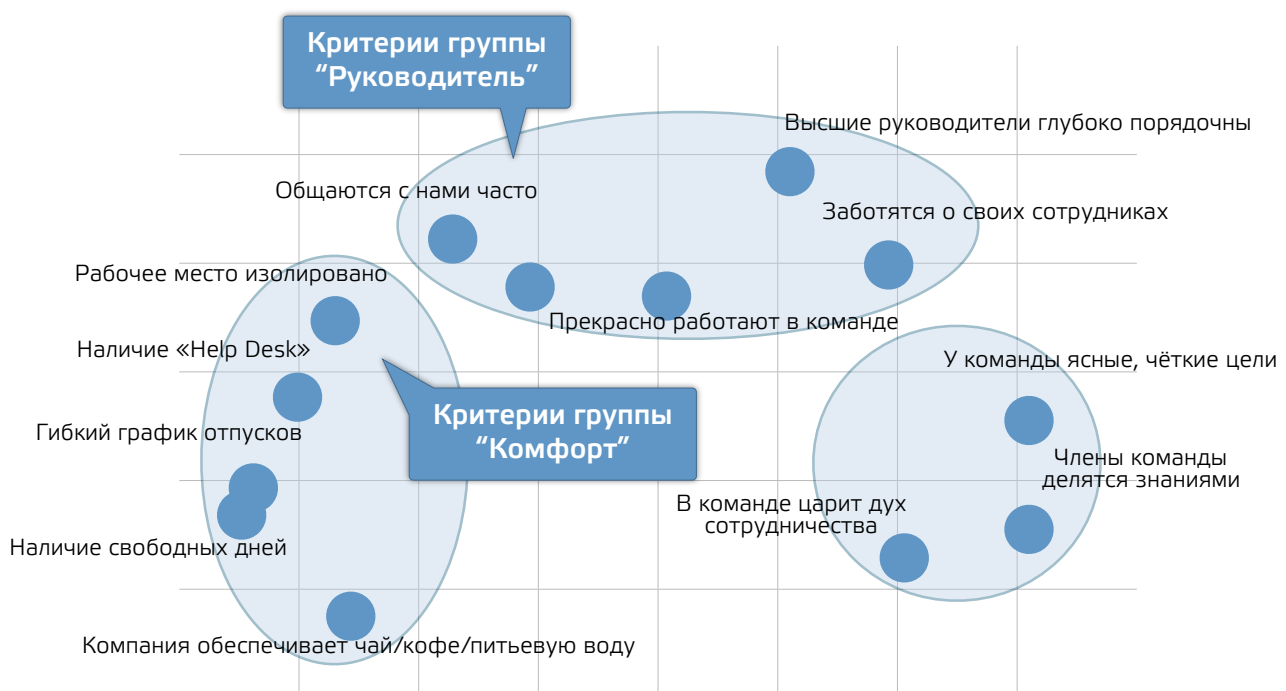 Критерии группы
“Руководитель”
Высшие руководители глубоко порядочны
Общаются с нами часто
Заботятся о своих сотрудниках
Рабочее место изолировано
Прекрасно работают в команде
Наличие «Help Desk»
У команды ясные, чёткие цели
Критерии группы
“Комфорт”
Гибкий график отпусков
Члены команды
делятся знаниями
В команде царит дух
сотрудничества
Наличие свободных дней
Компания обеспечивает чай/кофе/питьевую воду